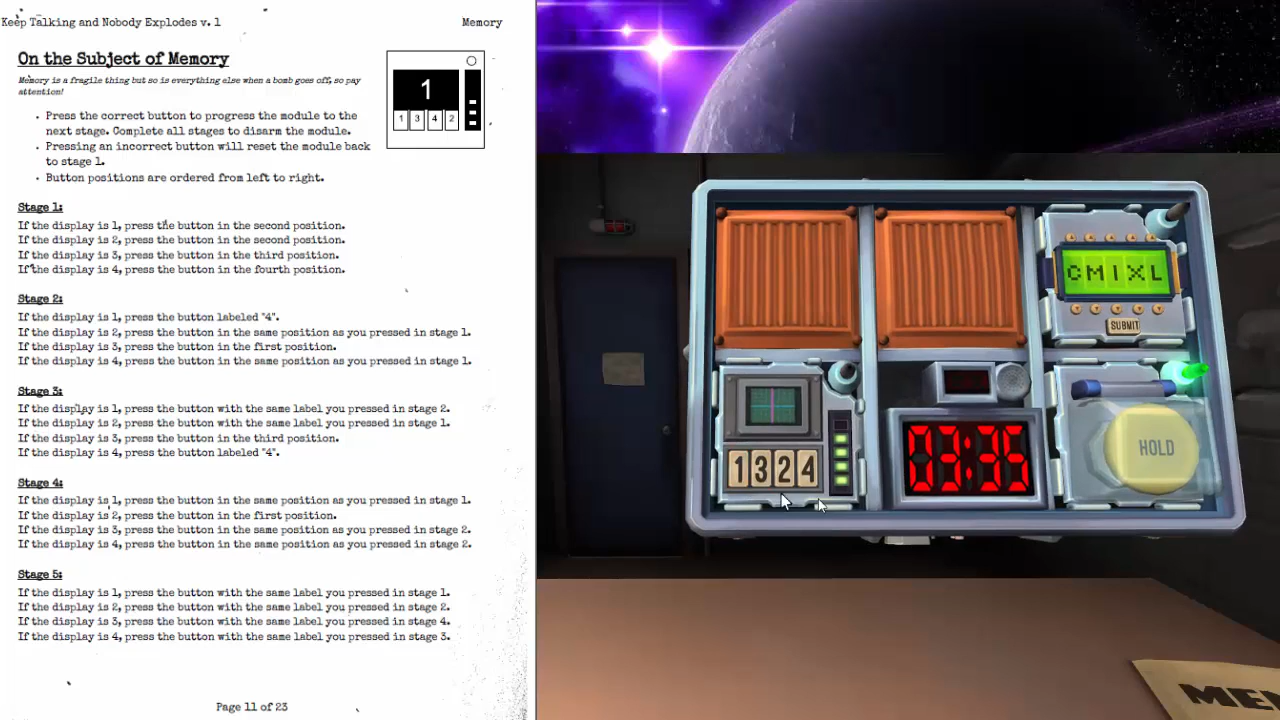 Keep Talking and Nobody Explodes v. 1
Memory
On the Subject of Memory
Memory is a fragile thing but so is everything else when a bomb goes off, so pay
attention!
1
1 3 4 2
· Press the correct button to progress the module to the
next stage. Complete all stages to disarm the module.
· Pressing an incorrect button will reset the module back
to stage 1.
· Button positions are ordered from left to right.
Stage 1:
If the display is 1, press the button in the second position.
If the display is 2, press the button in the second position.
If the display is 3, press the button in the third position.
If the display is 4, press the button in the fourth position.
Stage 2:
If the display is 1, press the button labeled "4".
If the display is 2, press the button in the same position as you pressed in stage 1.
If the display is 3, press the button in the first position.
If the display is 4, press the button in the same position as you pressed in stage 1.
Stage 3:
If the display is 1, press the button with the same label you pressed in stage 2.
If the display is 2, press the button with the same label you pressed in stage 1.
If the display is 3, press the button in the third position.
If the display is 4, press the button labeled "4".
Stage 4:
If the display is 1, press the button in the same position as you pressed in stage 1.
If the display is 2, press the button in the first position.
If the display is 3, press the button in the same position as you pressed in stage 2.
If the display is 4, press the button in the same position as you pressed in stage 2.
Stage 5:
If the display is 1, press the button with the same label you pressed in stage 1.
If the display is 2, press the button with the same label you pressed in stage 2.
If the display is 3, press the button with the same label you pressed in stage 4.
If the display is 4, press the button with the same label you pressed in stage 3.
Page 11 of 23
CMIXL
SUBMIT
1 3 2 4
03:35
HOLD